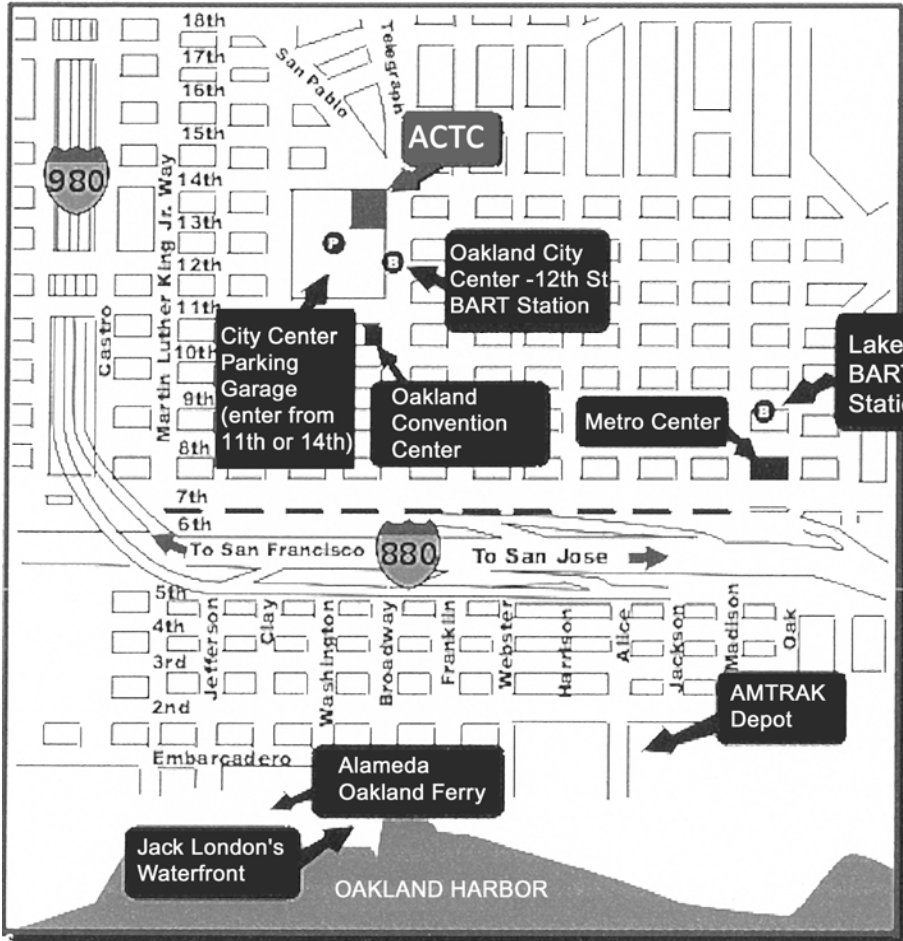 18th
17th
16th
15th
14th
13th
12th
11th
10th
9th
8th
7th
6th
5th
4th
3rd
2nd
San Pablo
Telegraph
ACTC
980
Martin Luther King Jr. Way
Castro
P
B
Oakland City
Center -12th St
BART Station
City Center
Parking
Garage
(enter from
11th or 14th)
Oakland
Convention
Center
Lake
BART
Static
B
Metro Center
To San Francisco
880
To San Jose
Jefferson
Clay
Washington
Broadway
Franklin
Webster
Harrison
Alice
Jackson
Madison
Oak
AMTRAK
Depot
Embarcadero
Alameda
Oakland Ferry
Jack London's
Waterfront
OAKLAND HARBOR